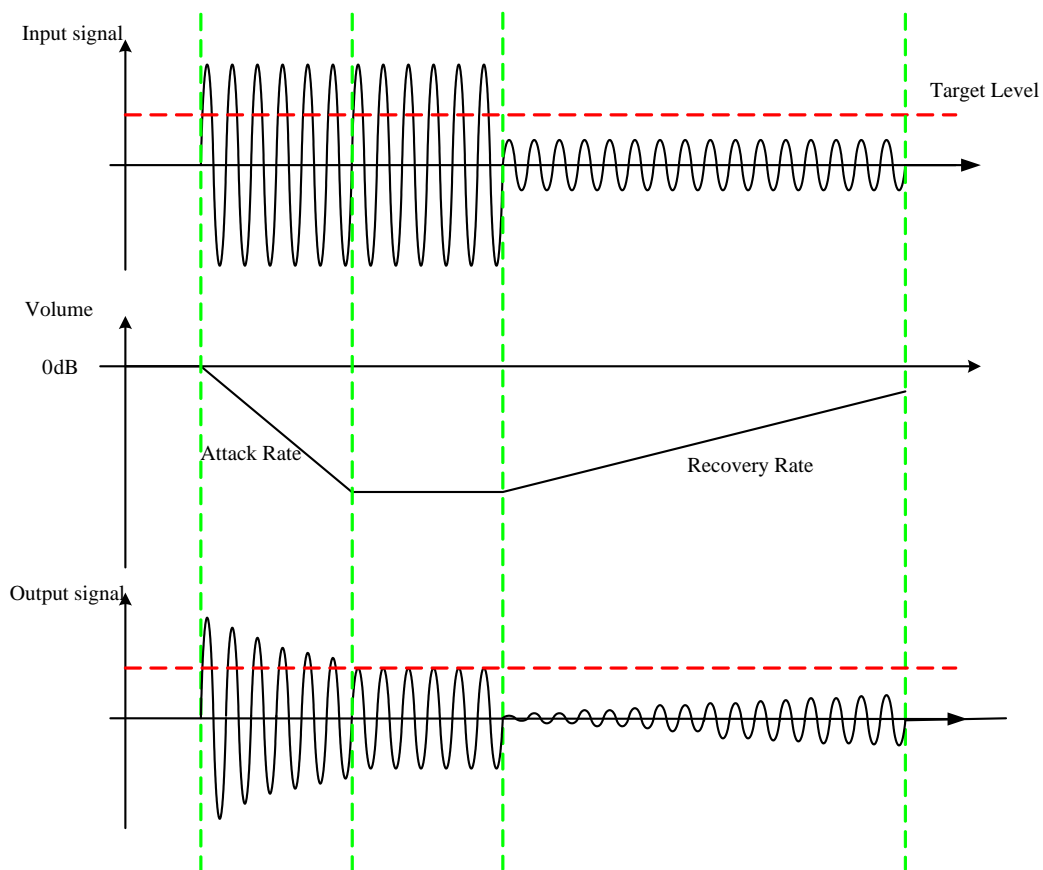 Input signal
Target Level
Volume
0dB
Attack Rate
Recovery Rate
Output signal